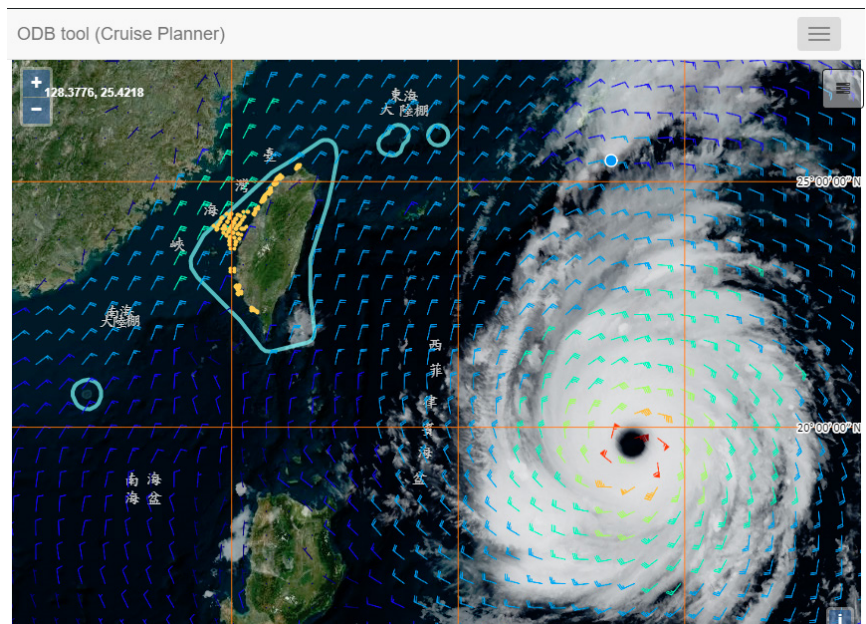 ODB tool (Cruise Planner)
+
128.3776, 25.4218
−
東海
大陸棚
臺
灣
海
峽
25°00′00″N
南海
大陸棚
西
菲
律
賓
海
盆
20°00′00″N
南海
海盆
i